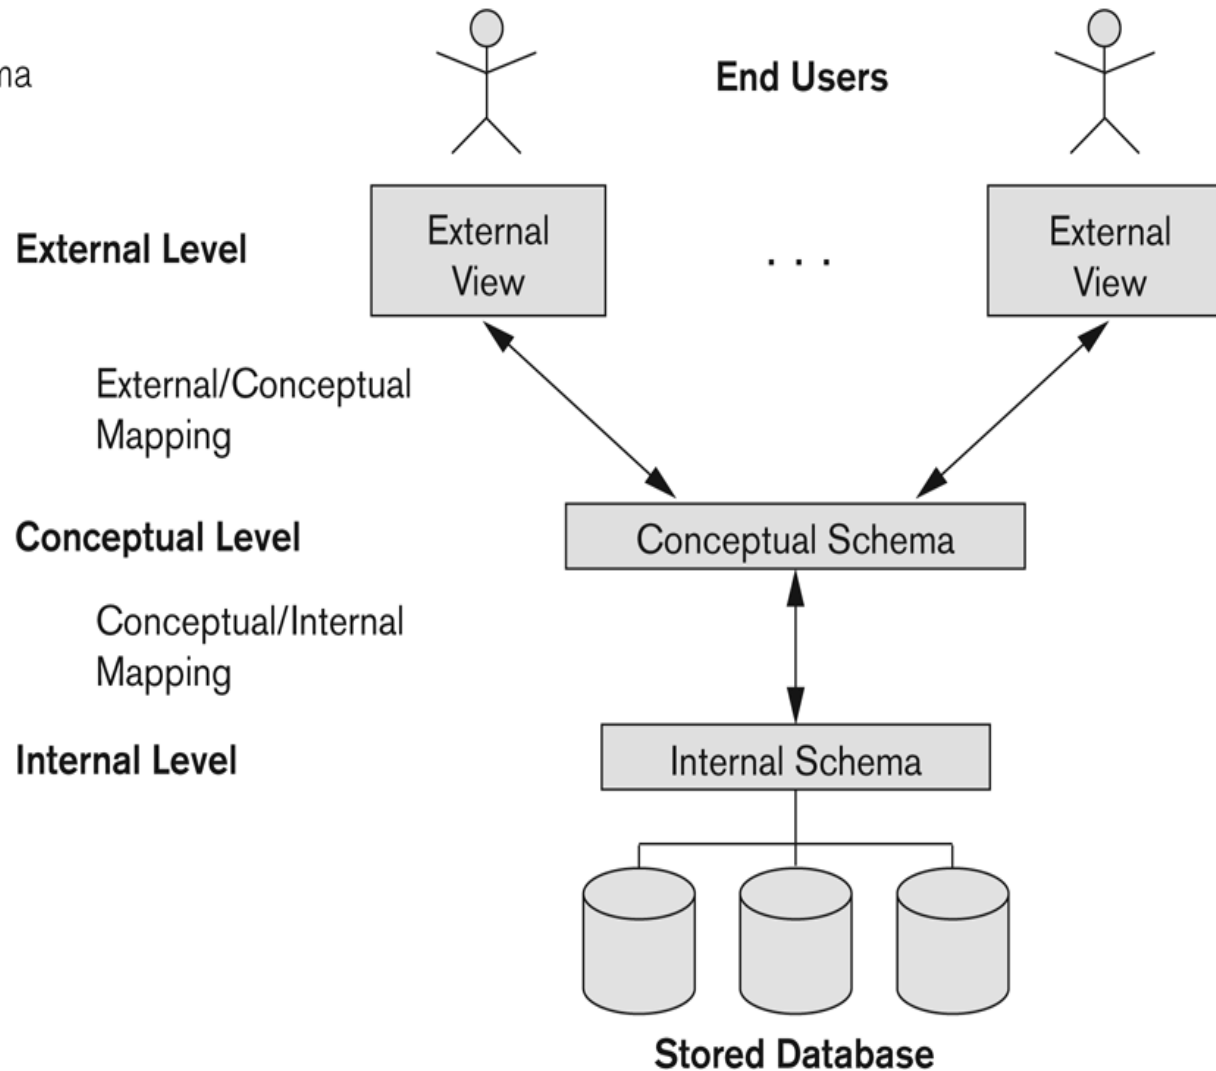 End Users
External
View
External
View
External Level
. . .
External/Conceptual
Mapping
Conceptual Level
Conceptual Schema
Conceptual/Internal
Mapping
Internal Level
Internal Schema
Stored Database